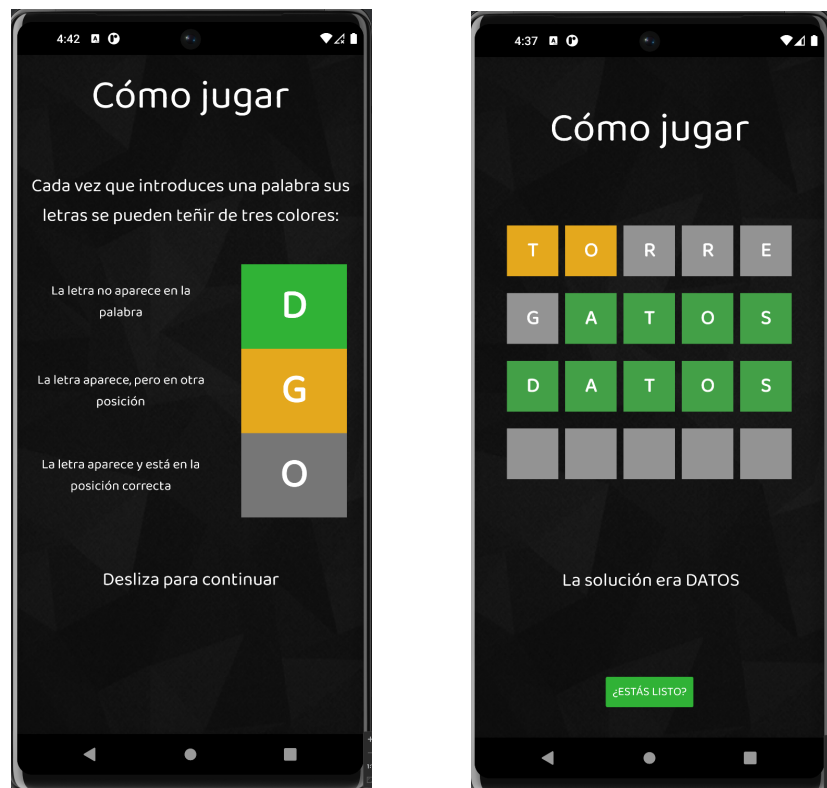 4:42
Cómo jugar
Cada vez que introduces una palabra sus
letras se pueden teñir de tres colores:
La letra no aparece en la
palabra
D
La letra aparece, pero en otra
posición
G
La letra aparece y está en la
posición correcta
O
Desliza para continuar
4:37
Cómo jugar
T O R R E
G A T O S
D A T O S
La solución era DATOS
¿ESTÁS LISTO?